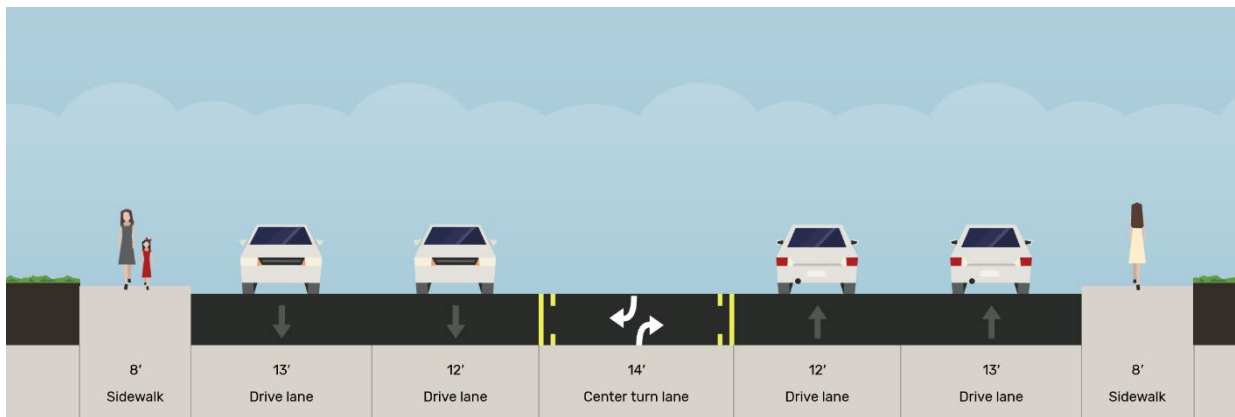 8′
Sidewalk
13′
Drive lane
12′
Drive lane
14′
Center turn lane
12′
Drive lane
13′
Drive lane
8′
Sidewalk